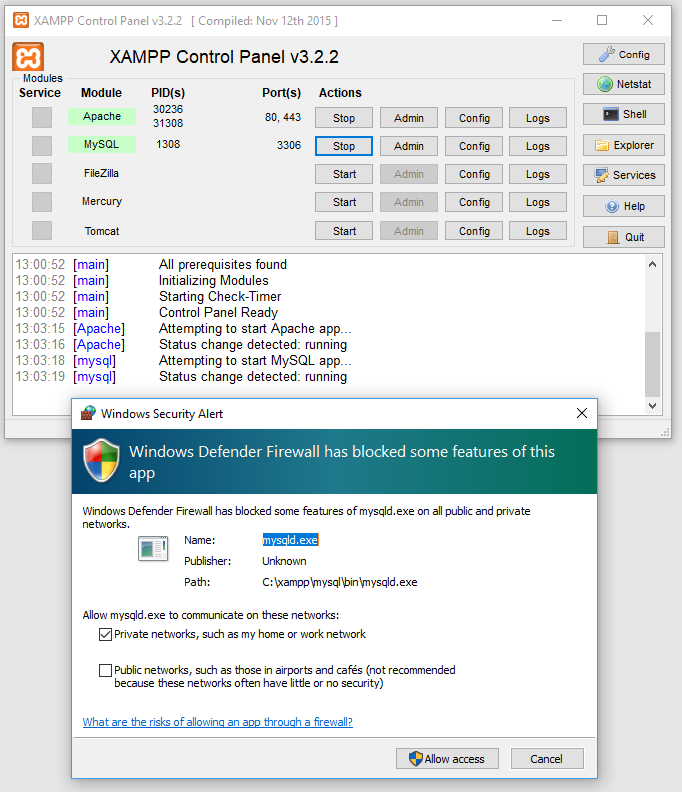 XAMPP Control Panel v3.2.2 [ Compiled: Nov 12th 2015 ]
XAMPP Control Panel v3.2.2
Config
Modules
Service Module PID(s) Port(s) Actions
Netstat
Apache 30236 31308 80, 443 Stop Admin Config Logs
Shell
MySQL 1308 3306 Stop Admin Config Logs
Explorer
FileZilla Start Admin Config Logs
Services
Mercury Start Admin Config Logs
Help
Tomcat Start Admin Config Logs
Quit
13:00:52 [main] All prerequisites found
13:00:52 [main] Initializing Modules
13:00:52 [main] Starting Check-Timer
13:00:52 [main] Control Panel Ready
13:03:15 [Apache] Attempting to start Apache app...
13:03:16 [Apache] Status change detected: running
13:03:18 [mysql] Attempting to start MySQL app...
13:03:19 [mysql] Status change detected: running
Windows Security Alert
Windows Defender Firewall has blocked some features of this
app
Windows Defender Firewall has blocked some features of mysqld.exe on all public and private
networks.
Name: mysqld.exe
Publisher: Unknown
Path: C:\xampp\mysql\bin\mysqld.exe
Allow mysqld.exe to communicate on these networks:
Private networks, such as my home or work network
Public networks, such as those in airports and cafés (not recommended
because these networks often have little or no security)
What are the risks of allowing an app through a firewall?
Allow access Cancel